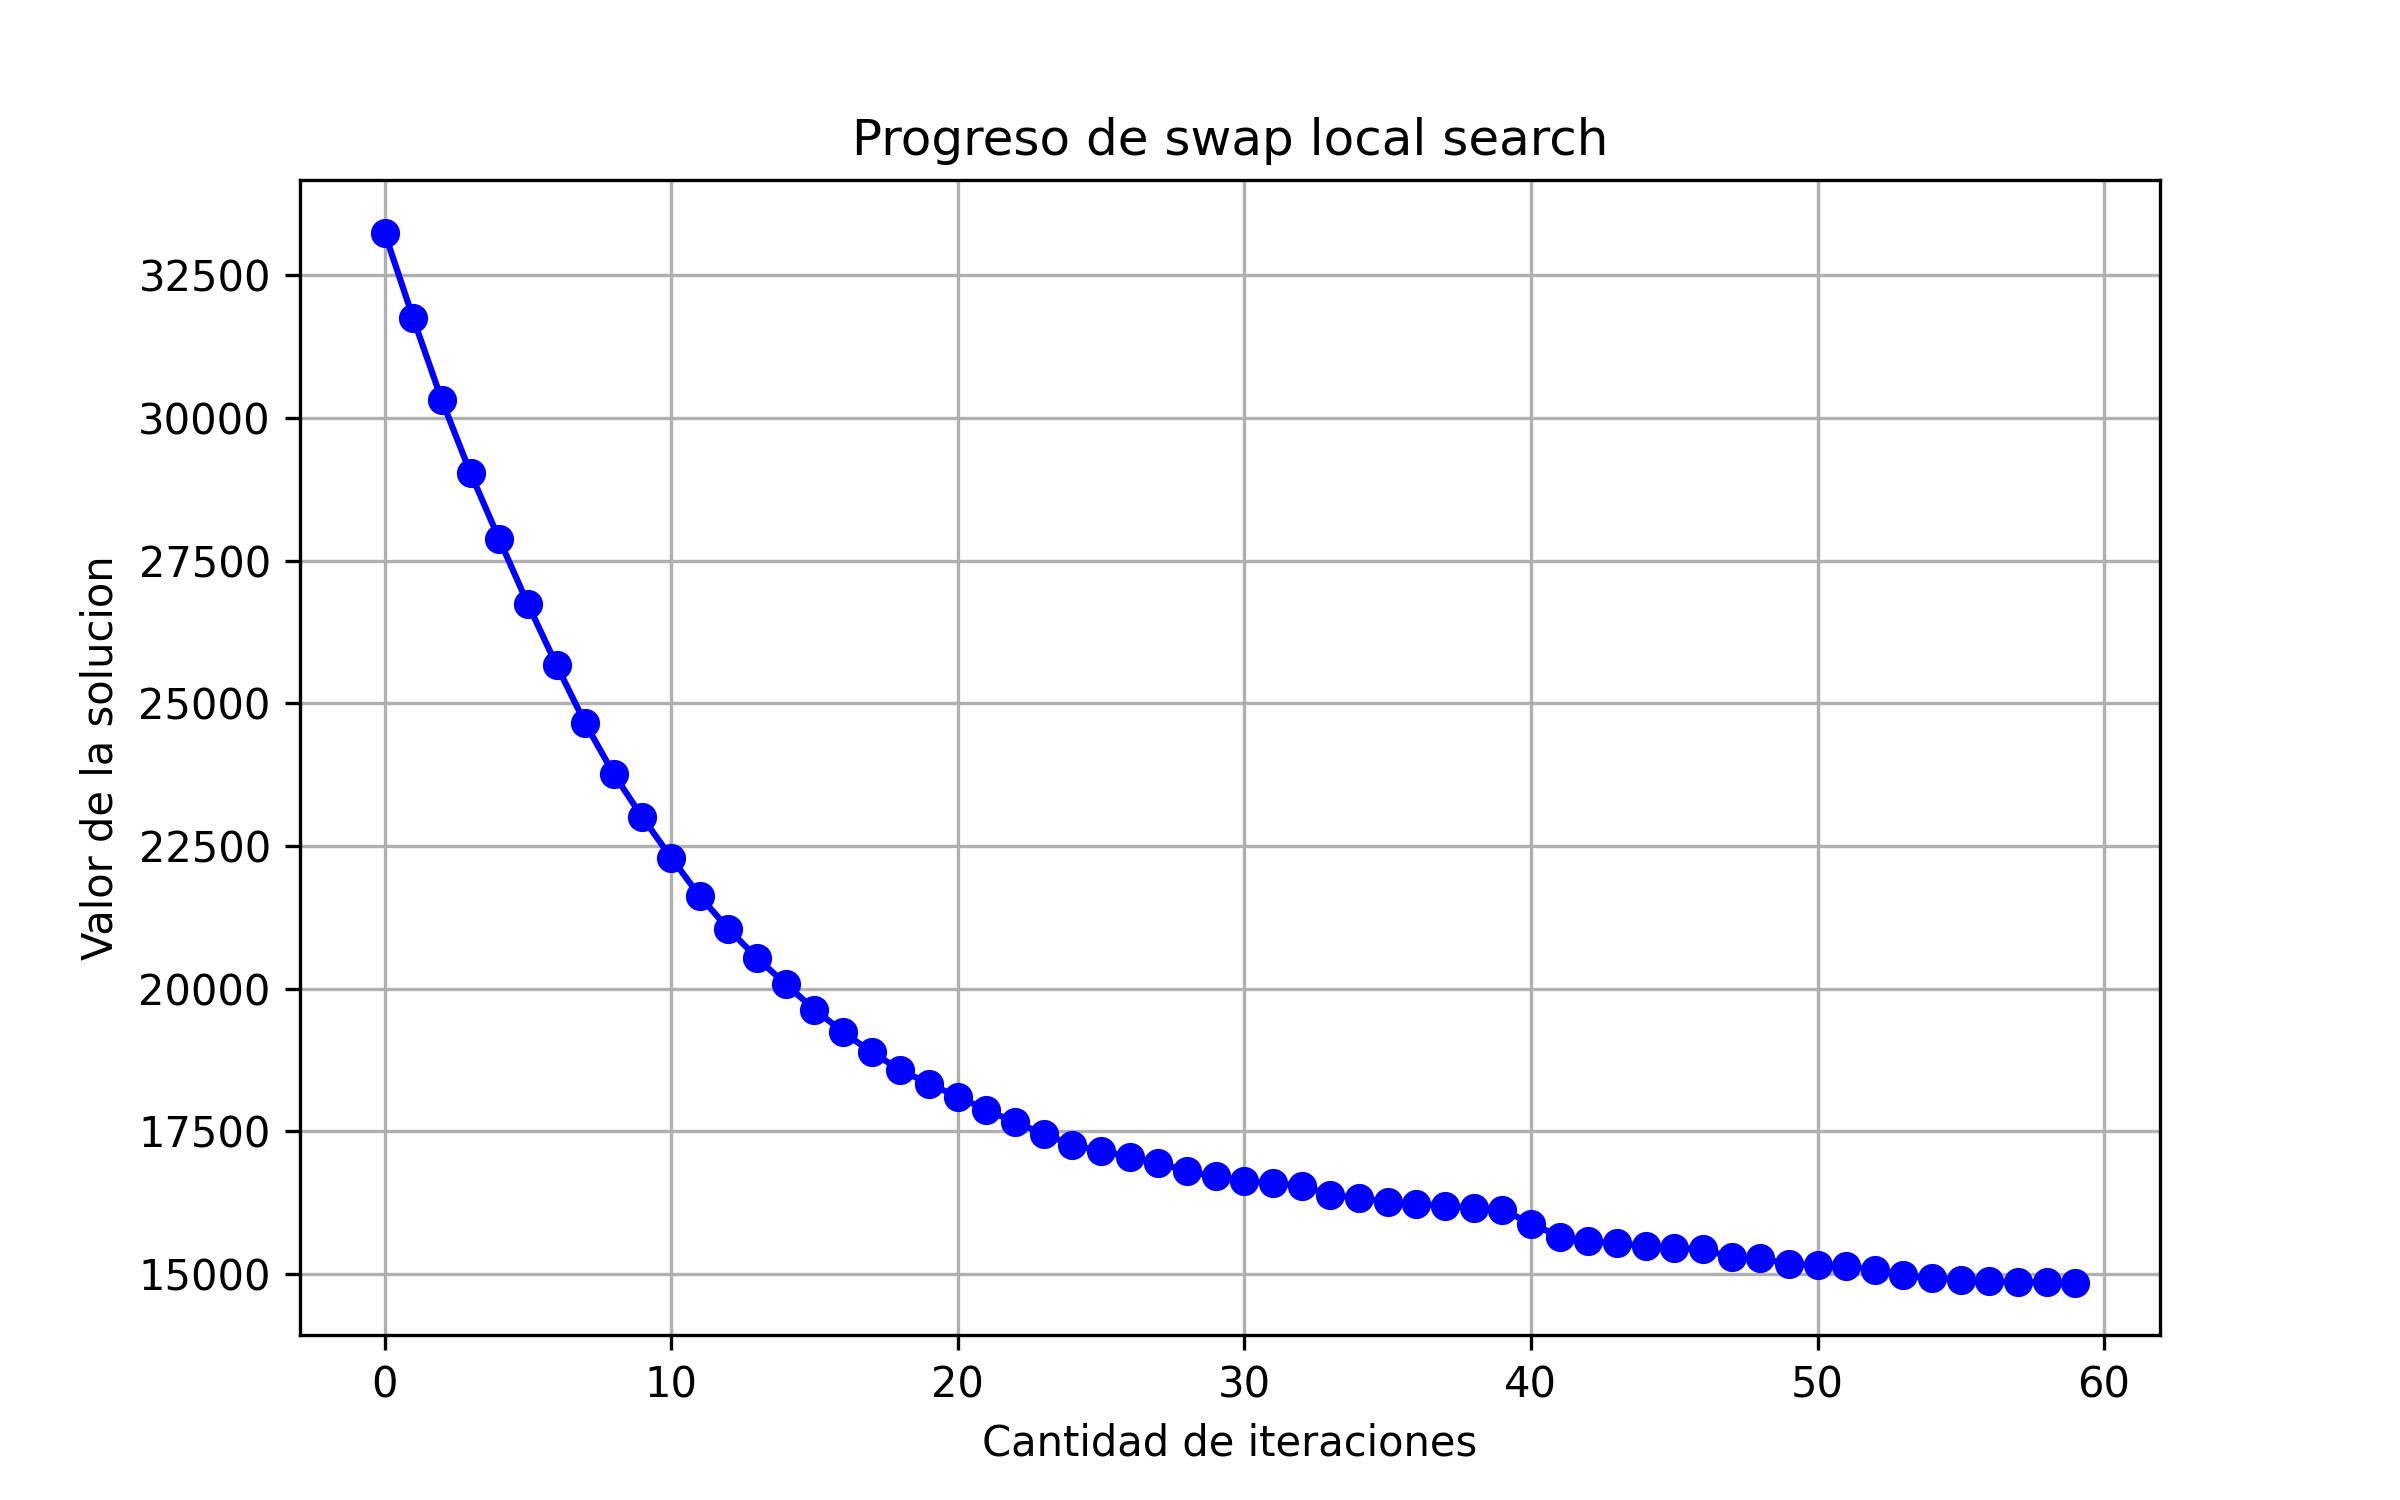 Progreso de swap local search
Valor de la solucion
32500
30000
27500
25000
22500
20000
17500
15000
0 10 20 30 40 50 60
Cantidad de iteraciones